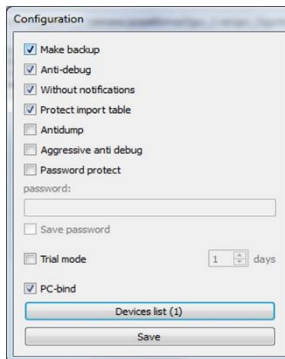 Configuration
Make backup
Anti-debug
Without notifications
Protect import table
Antidump
Aggressive anti debug
Password protect
password:
Save password
Trial mode 1 days
PC-bind
Devices list (1)
Save